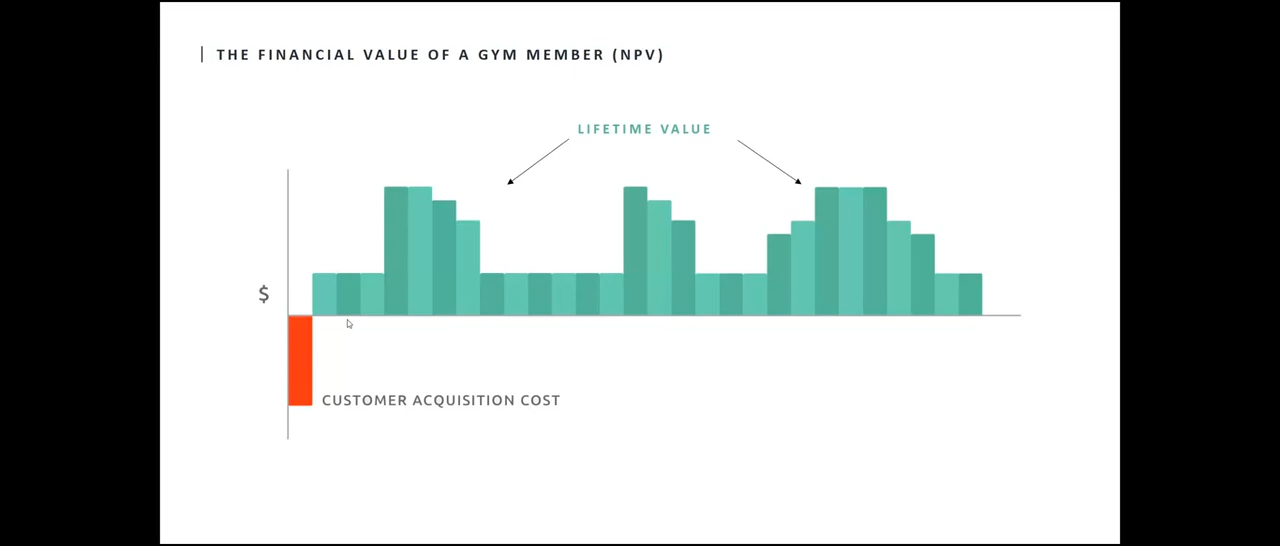 THE FINANCIAL VALUE OF A GYM MEMBER (NPV)
LIFETIME VALUE
$
CUSTOMER ACQUISITION COST